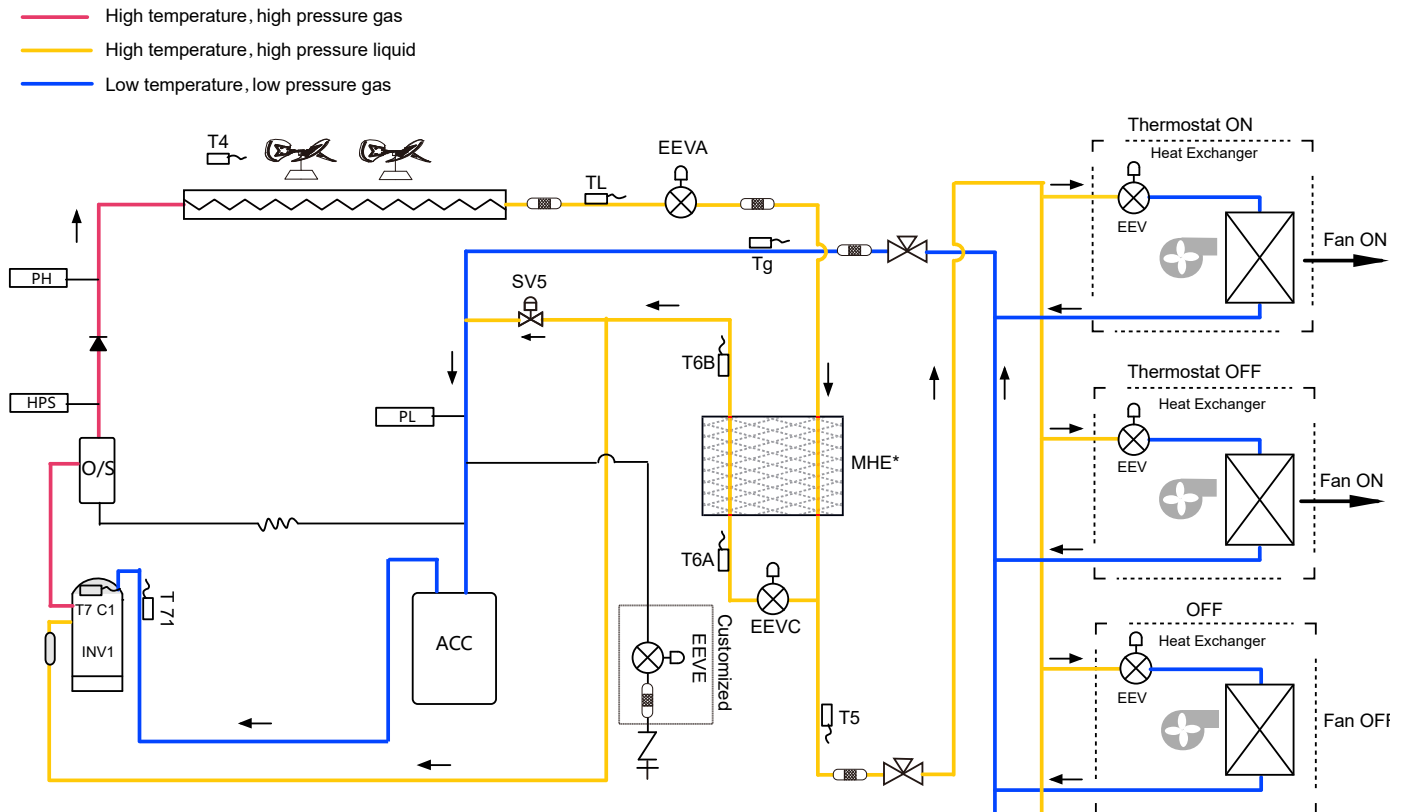 High temperature, high pressure gas
High temperature, high pressure liquid
Low temperature, low pressure gas
Thermostat ON
Heat Exchanger
T4
EEVA
TL
EEV
Fan ON
Tg
PH
SV5
T6B
Thermostat OFF
Heat Exchanger
HPS
PL
MHE*
EEV
Fan ON
O/S
T6A
EEVC
T7 C1
T71
INV1
ACC
EEVE
Customized
OFF
Heat Exchanger
EEV
T5
Fan OFF